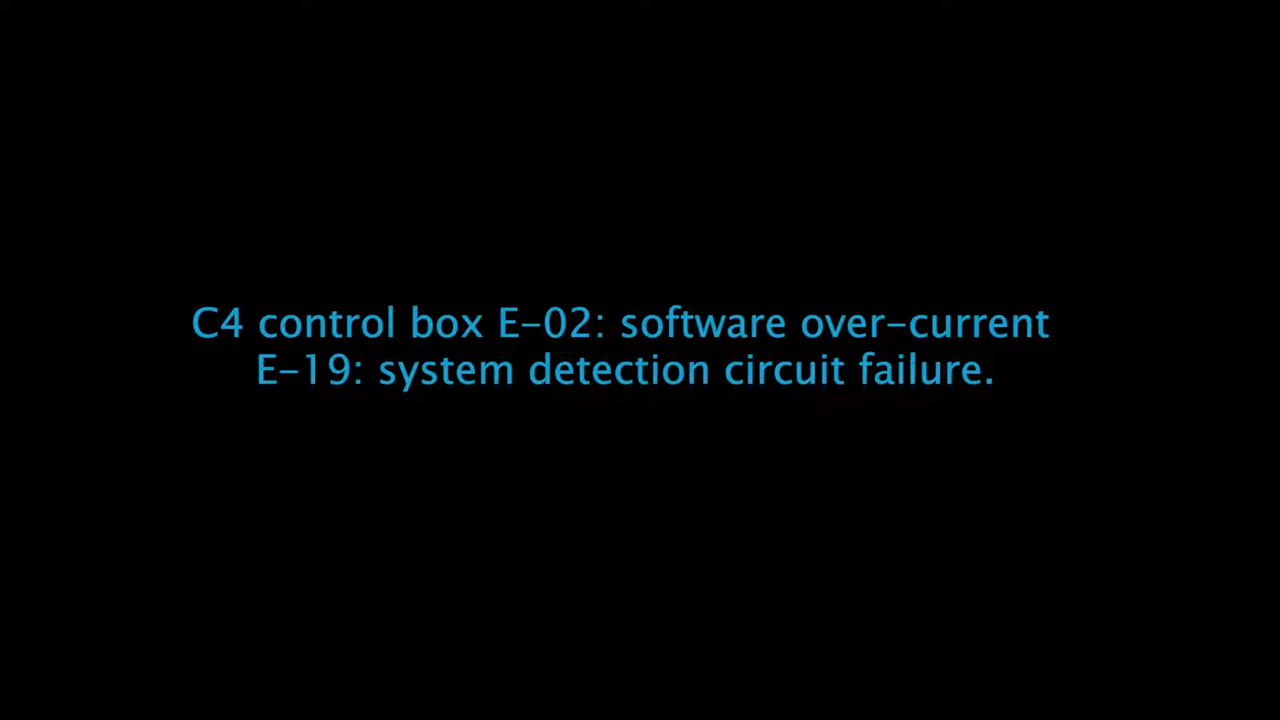 C4 control box E-02: software over-current
E-19: system detection circuit failure.